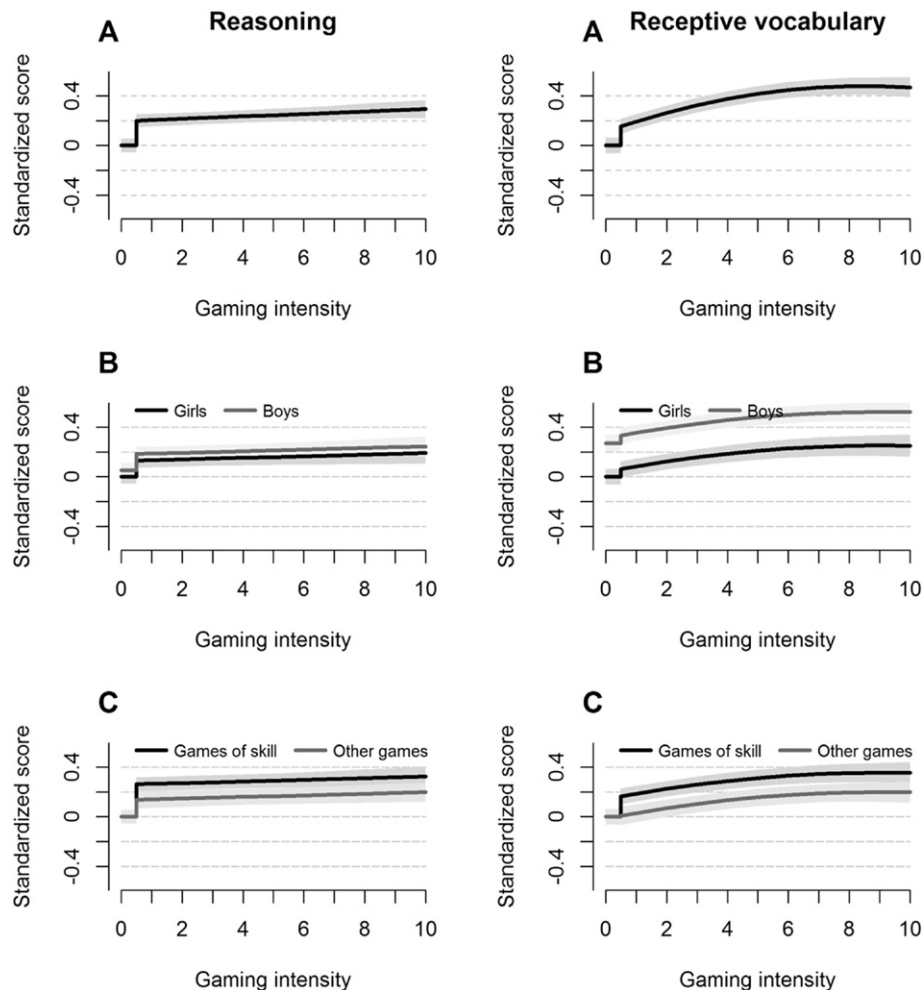 Reasoning
Receptive vocabulary
A
Standardized score
0.4
0
-0.4
0 2 4 6 8 10
Gaming intensity
A
Standardized score
0.4
0
-0.4
0 2 4 6 8 10
Gaming intensity
B
Girls Boys
Standardized score
0.4
0
-0.4
0 2 4 6 8 10
Gaming intensity
B
Girls Boys
Standardized score
0.4
0
-0.4
0 2 4 6 8 10
Gaming intensity
C
Games of skill Other games
Standardized score
0.4
0
-0.4
0 2 4 6 8 10
Gaming intensity
C
Games of skill Other games
Standardized score
0.4
0
-0.4
0 2 4 6 8 10
Gaming intensity